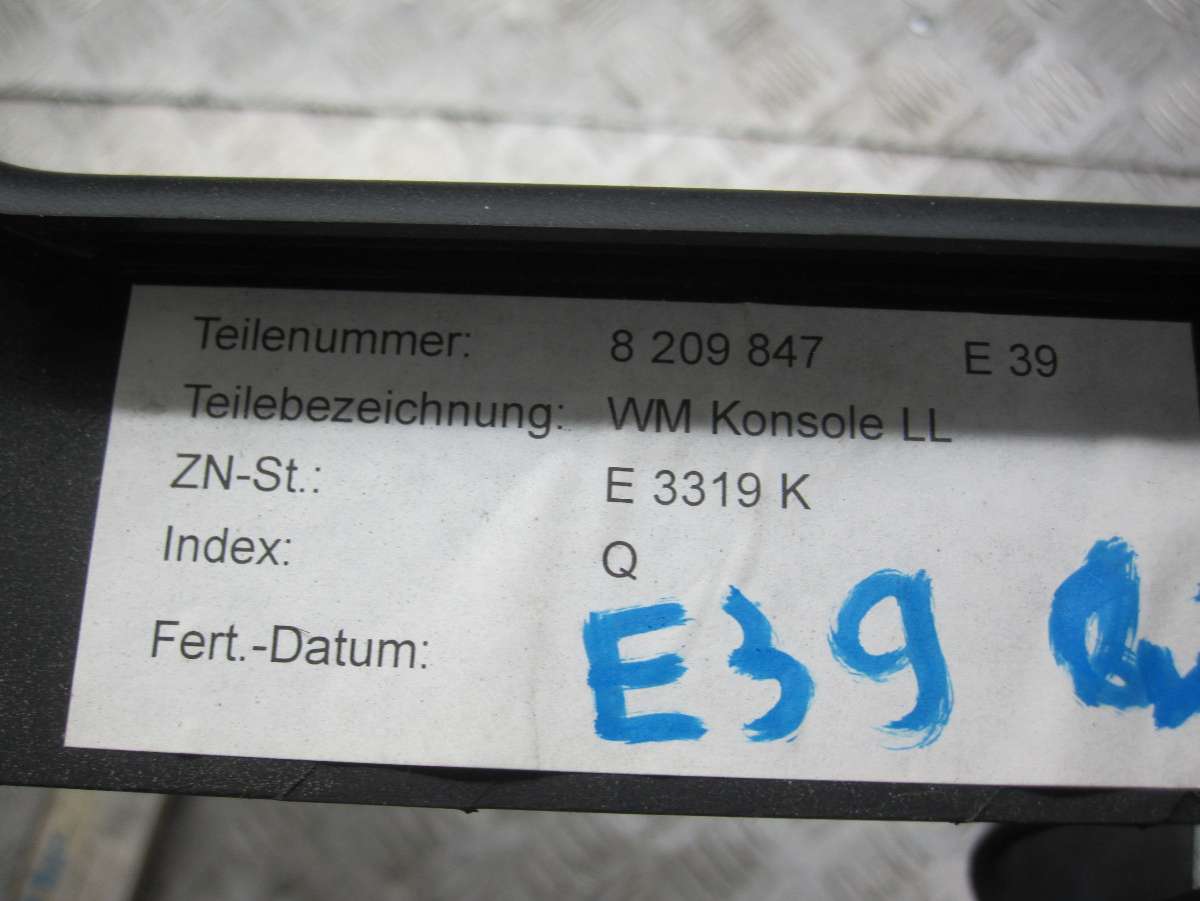 Teilenummer: 8 209 847 E 39
Teilebezeichnung: WM Konsole LL
ZN-St.: E 3319 K
Index: Q
Fert.-Datum:
E39